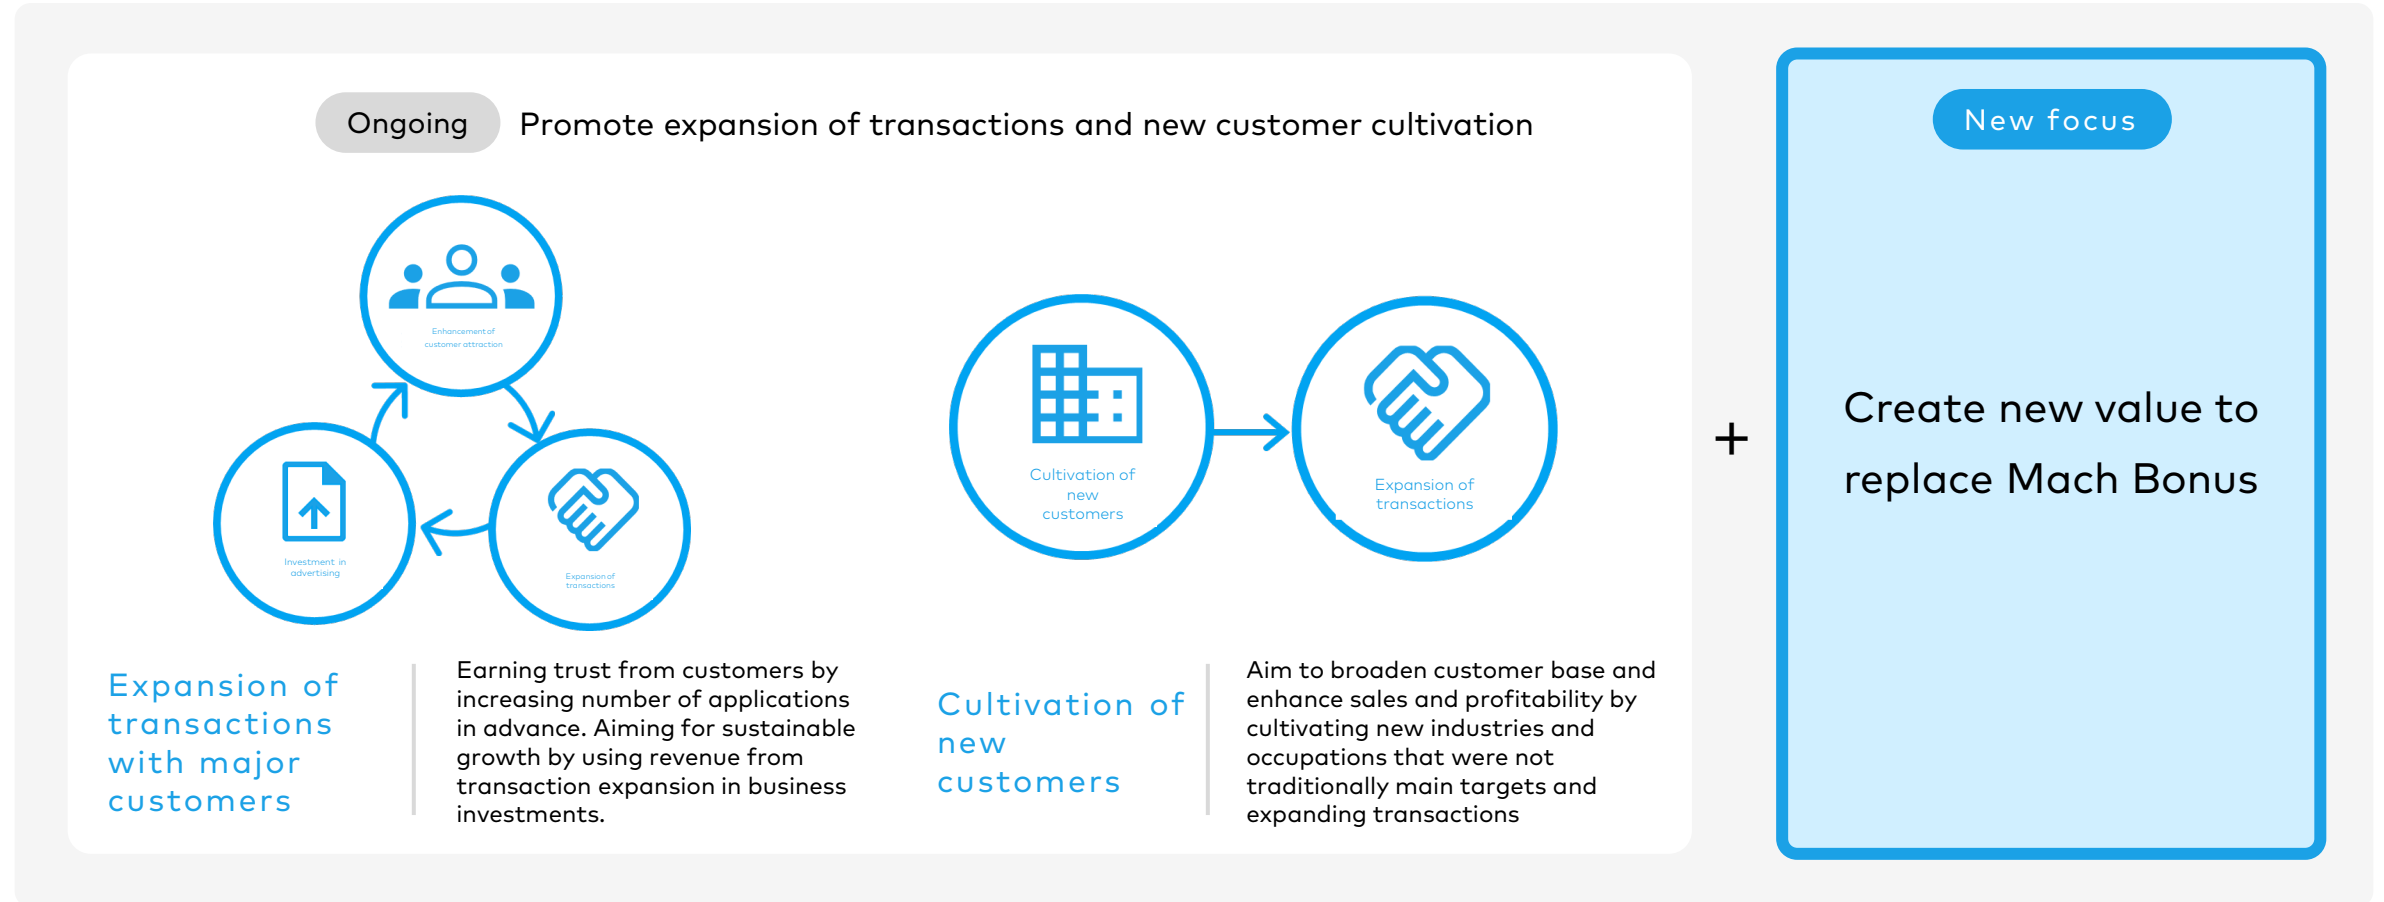 Ongoing
Promote expansion of transactions and new customer cultivation
Enhancement of
customer attraction
Investment in
advertising
Expansion of
transactions
Cultivation of
new
customers
Expansion of
transactions
Expansion of
transactions
with major
customers
Earning trust from customers by
increasing number of applications
in advance. Aiming for sustainable
growth by using revenue from
transaction expansion in business
investments.
Cultivation of
new
customers
Aim to broaden customer base and
enhance sales and profitability by
cultivating new industries and
occupations that were not
traditionally main targets and
expanding transactions
+
New focus
Create new value to
replace Mach Bonus